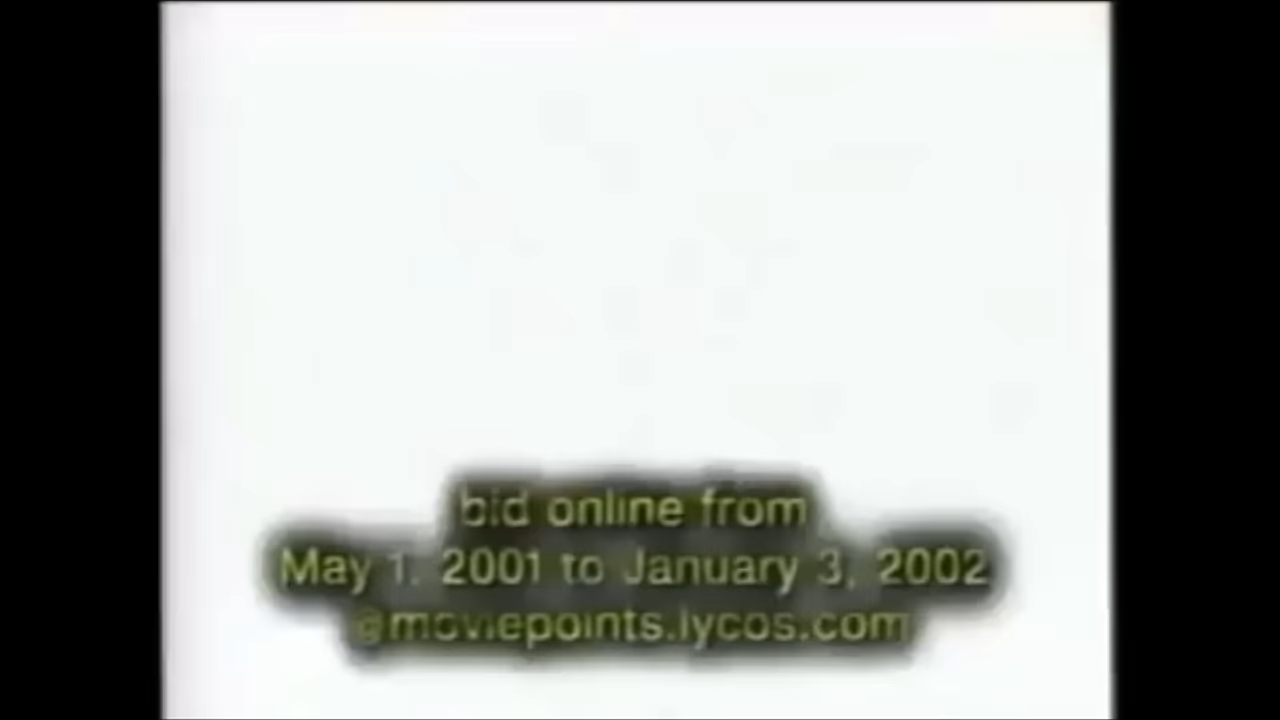 bid online from
May 1, 2001 to January 3, 2002
@moviepoints.lycos.com